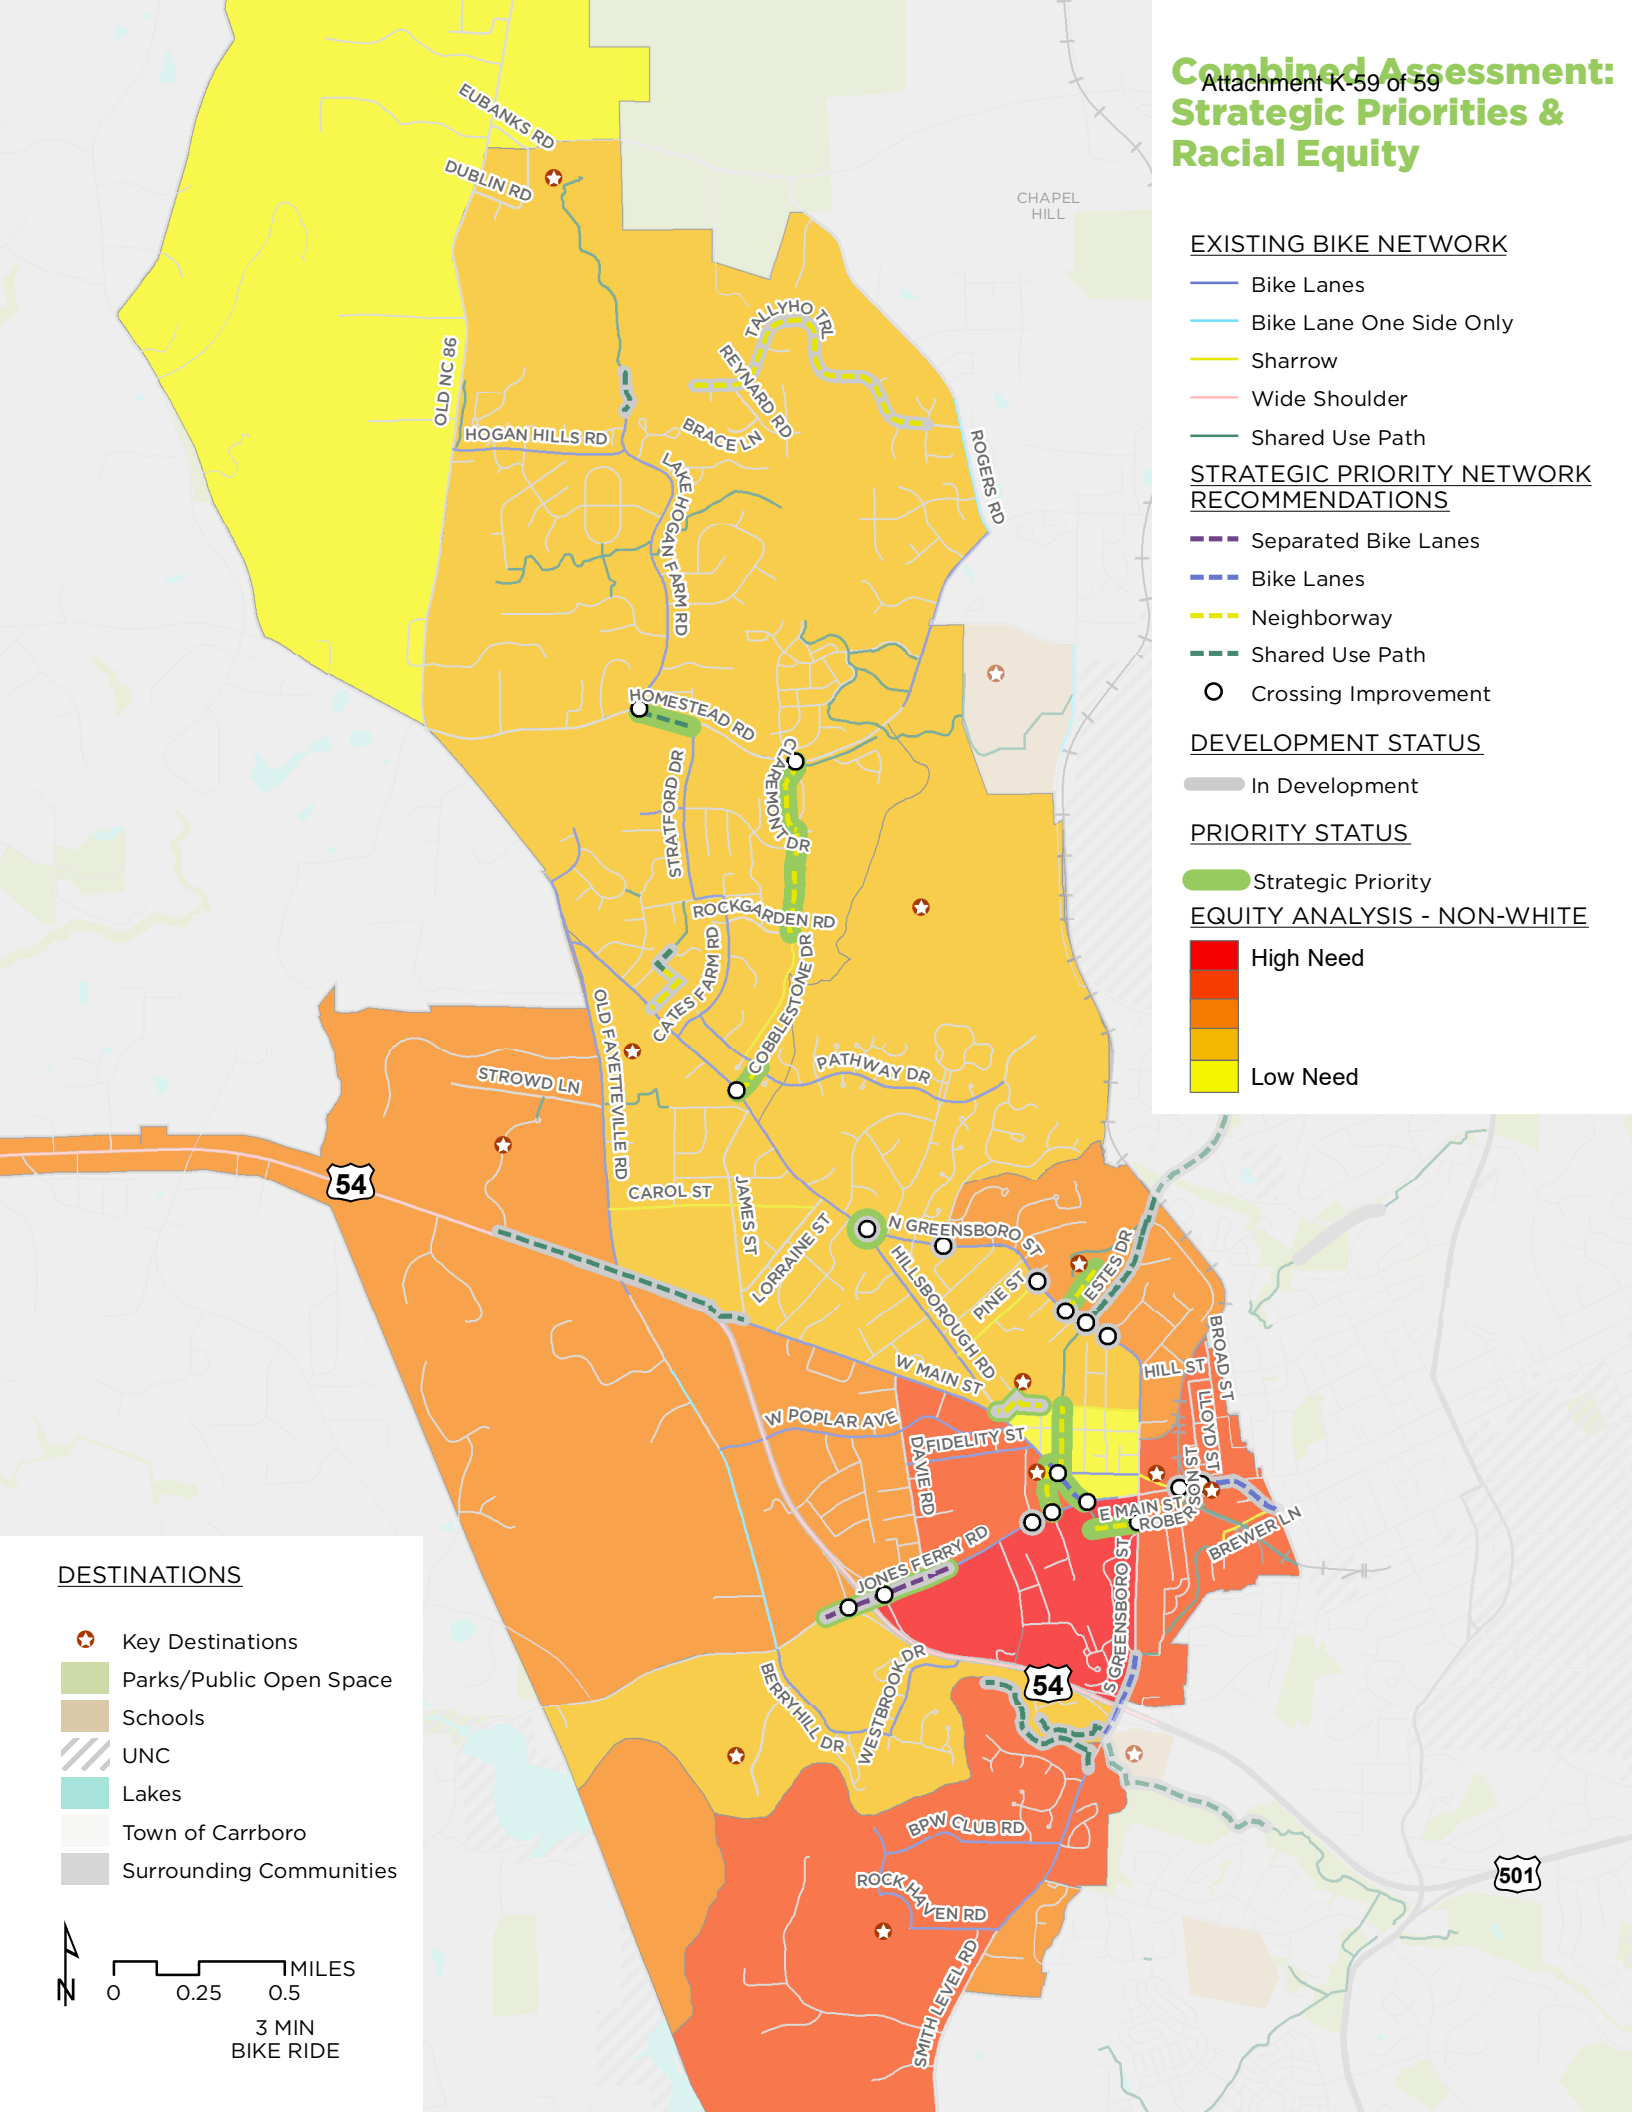 Combined Assessment:
Attachment K-59 of 59
Strategic Priorities &
Racial Equity
EXISTING BIKE NETWORK
Bike Lanes
Bike Lane One Side Only
Sharrow
Wide Shoulder
Shared Use Path
STRATEGIC PRIORITY NETWORK
RECOMMENDATIONS
Separated Bike Lanes
Bike Lanes
Neighborway
Shared Use Path
Crossing Improvement
DEVELOPMENT STATUS
In Development
PRIORITY STATUS
Strategic Priority
EQUITY ANALYSIS - NON-WHITE
High Need
Low Need
EUBANKS RD
DUBLIN RD
CHAPEL
HILL
TALLYHO TRL
REYNARD RD
OLD NC 86
HOGAN HILLS RD
BRACE LN
ROGERS RD
LAKE HOGAN FARM RD
HOMESTEAD RD
CLAREMONT DR
STRATFORD DR
ROCKGARDEN RD
CATES FARM RD
COBBLESTONE DR
OLD FAYETTEVILLE RD
PATHWAY DR
STROWD LN
54
CAROL ST
JAMES ST
LORRAINE ST
N GREENSBORO ST
HILLSBOROUGH RD
PINE ST
ESTES DR
BROAD ST
HILL ST
LLOYD ST
W MAIN ST
W POPLAR AVE
FIDELITY ST
DAVIE RD
E MAIN ST
ROBERSON ST
BREWER LN
JONES FERRY RD
S GREENSBORO ST
54
BERRYHILL DR
WESTBROOK DR
BPW CLUB RD
ROCK HAVEN RD
SMITH LEVEL RD
501
DESTINATIONS
Key Destinations
Parks/Public Open Space
Schools
UNC
Lakes
Town of Carrboro
Surrounding Communities
N
MILES
0 0.25 0.5
3 MIN
BIKE RIDE